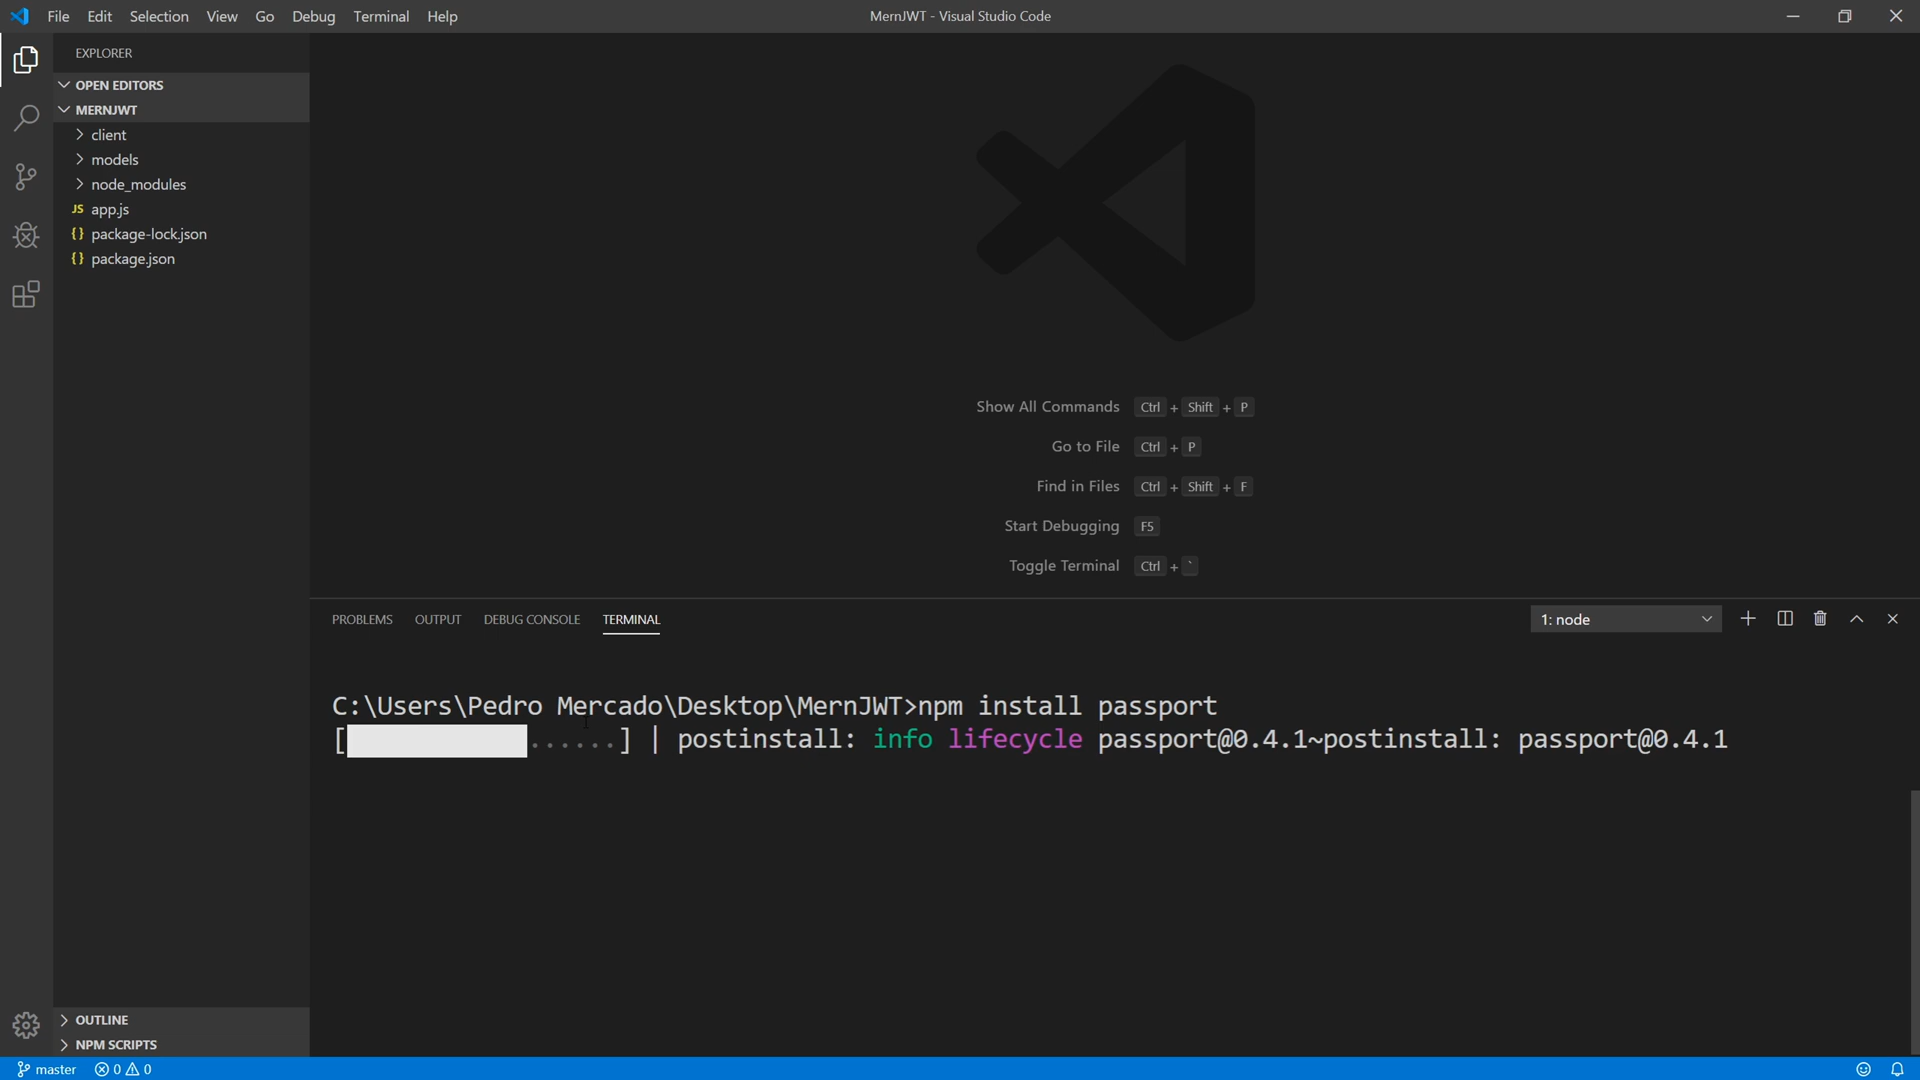 File Edit Selection View Go Debug Terminal Help
MernJWT - Visual Studio Code
EXPLORER
OPEN EDITORS
MERNJWT
client
models
node_modules
JS app.js
{} package-lock.json
{} package.json
OUTLINE
NPM SCRIPTS
Show All Commands Ctrl + Shift + P
Go to File Ctrl + P
Find in Files Ctrl + Shift + F
Start Debugging F5
Toggle Terminal Ctrl + `
PROBLEMS OUTPUT DEBUG CONSOLE TERMINAL
1: node
C:\Users\Pedro Mercado\Desktop\MernJWT>npm install passport
[ ......] | postinstall: info lifecycle passport@0.4.1~postinstall: passport@0.4.1
master 0 0